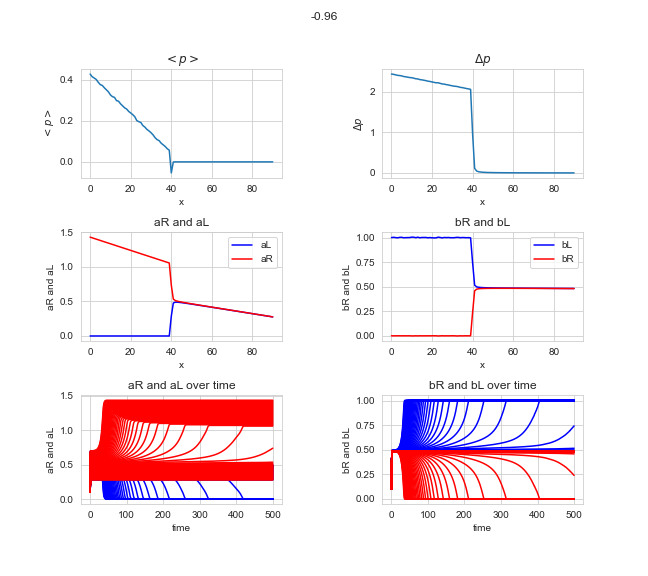 -0.96
< p >
Δp
< p >
0.4
0.2
0.0
0 20 40 60 80
x
Δp
2
1
0
0 20 40 60 80
x
aR and aL
bR and bL
aR and aL
1.5
1.0
0.5
0.0
0 20 40 60 80
x
aL
aR
bR and bL
1.00
0.75
0.50
0.25
0.00
0 20 40 60 80
x
bL
bR
aR and aL over time
bR and bL over time
aR and aL
1.5
1.0
0.5
0.0
0 100 200 300 400 500
time
bR and bL
1.00
0.75
0.50
0.25
0.00
0 100 200 300 400 500
time